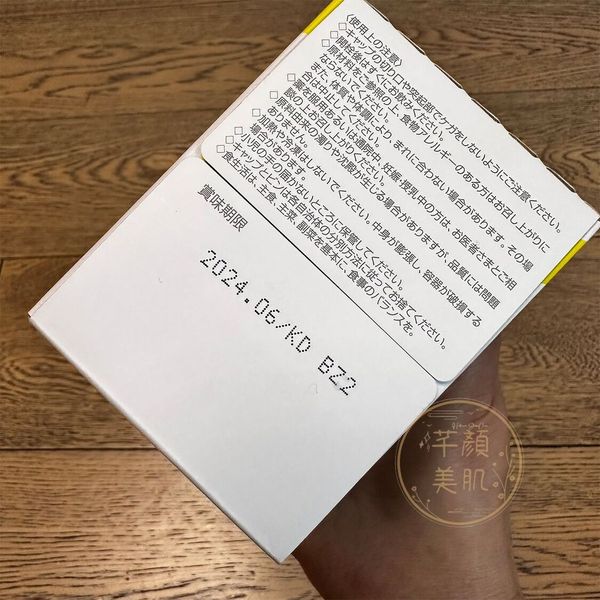 〈使用上の注意〉
◇キャップの切り口や突起部でケガをしないようにご注意ください。
◇開栓後はすぐにお飲みください。
◇原材料をご参照の上、食物アレルギーのある方はお召し上がりに
ならないでください。
また、体質や体調により、まれに合わない場合があります。その場
合は中止してください。
◇薬を服用あるいは通院中、妊娠・授乳中の方は、お医者さまとご相
談の上お召し上がりください。
◇原料由来の濁りや沈殿が生じる場合がありますが、品質には問題
ありません。
◇加熱や冷凍はしないでください。中身が膨張し、容器が破損する
場合があります。
◇小児の手の届かないところに保管してください。
◇キャップ・ビンは各自治体の分別方法に従ってお捨てください。
食生活は、主食、主菜、副菜を基本に、食事のバランスを。
賞味期限
2024.06/KD BZ2
芊顏
美肌